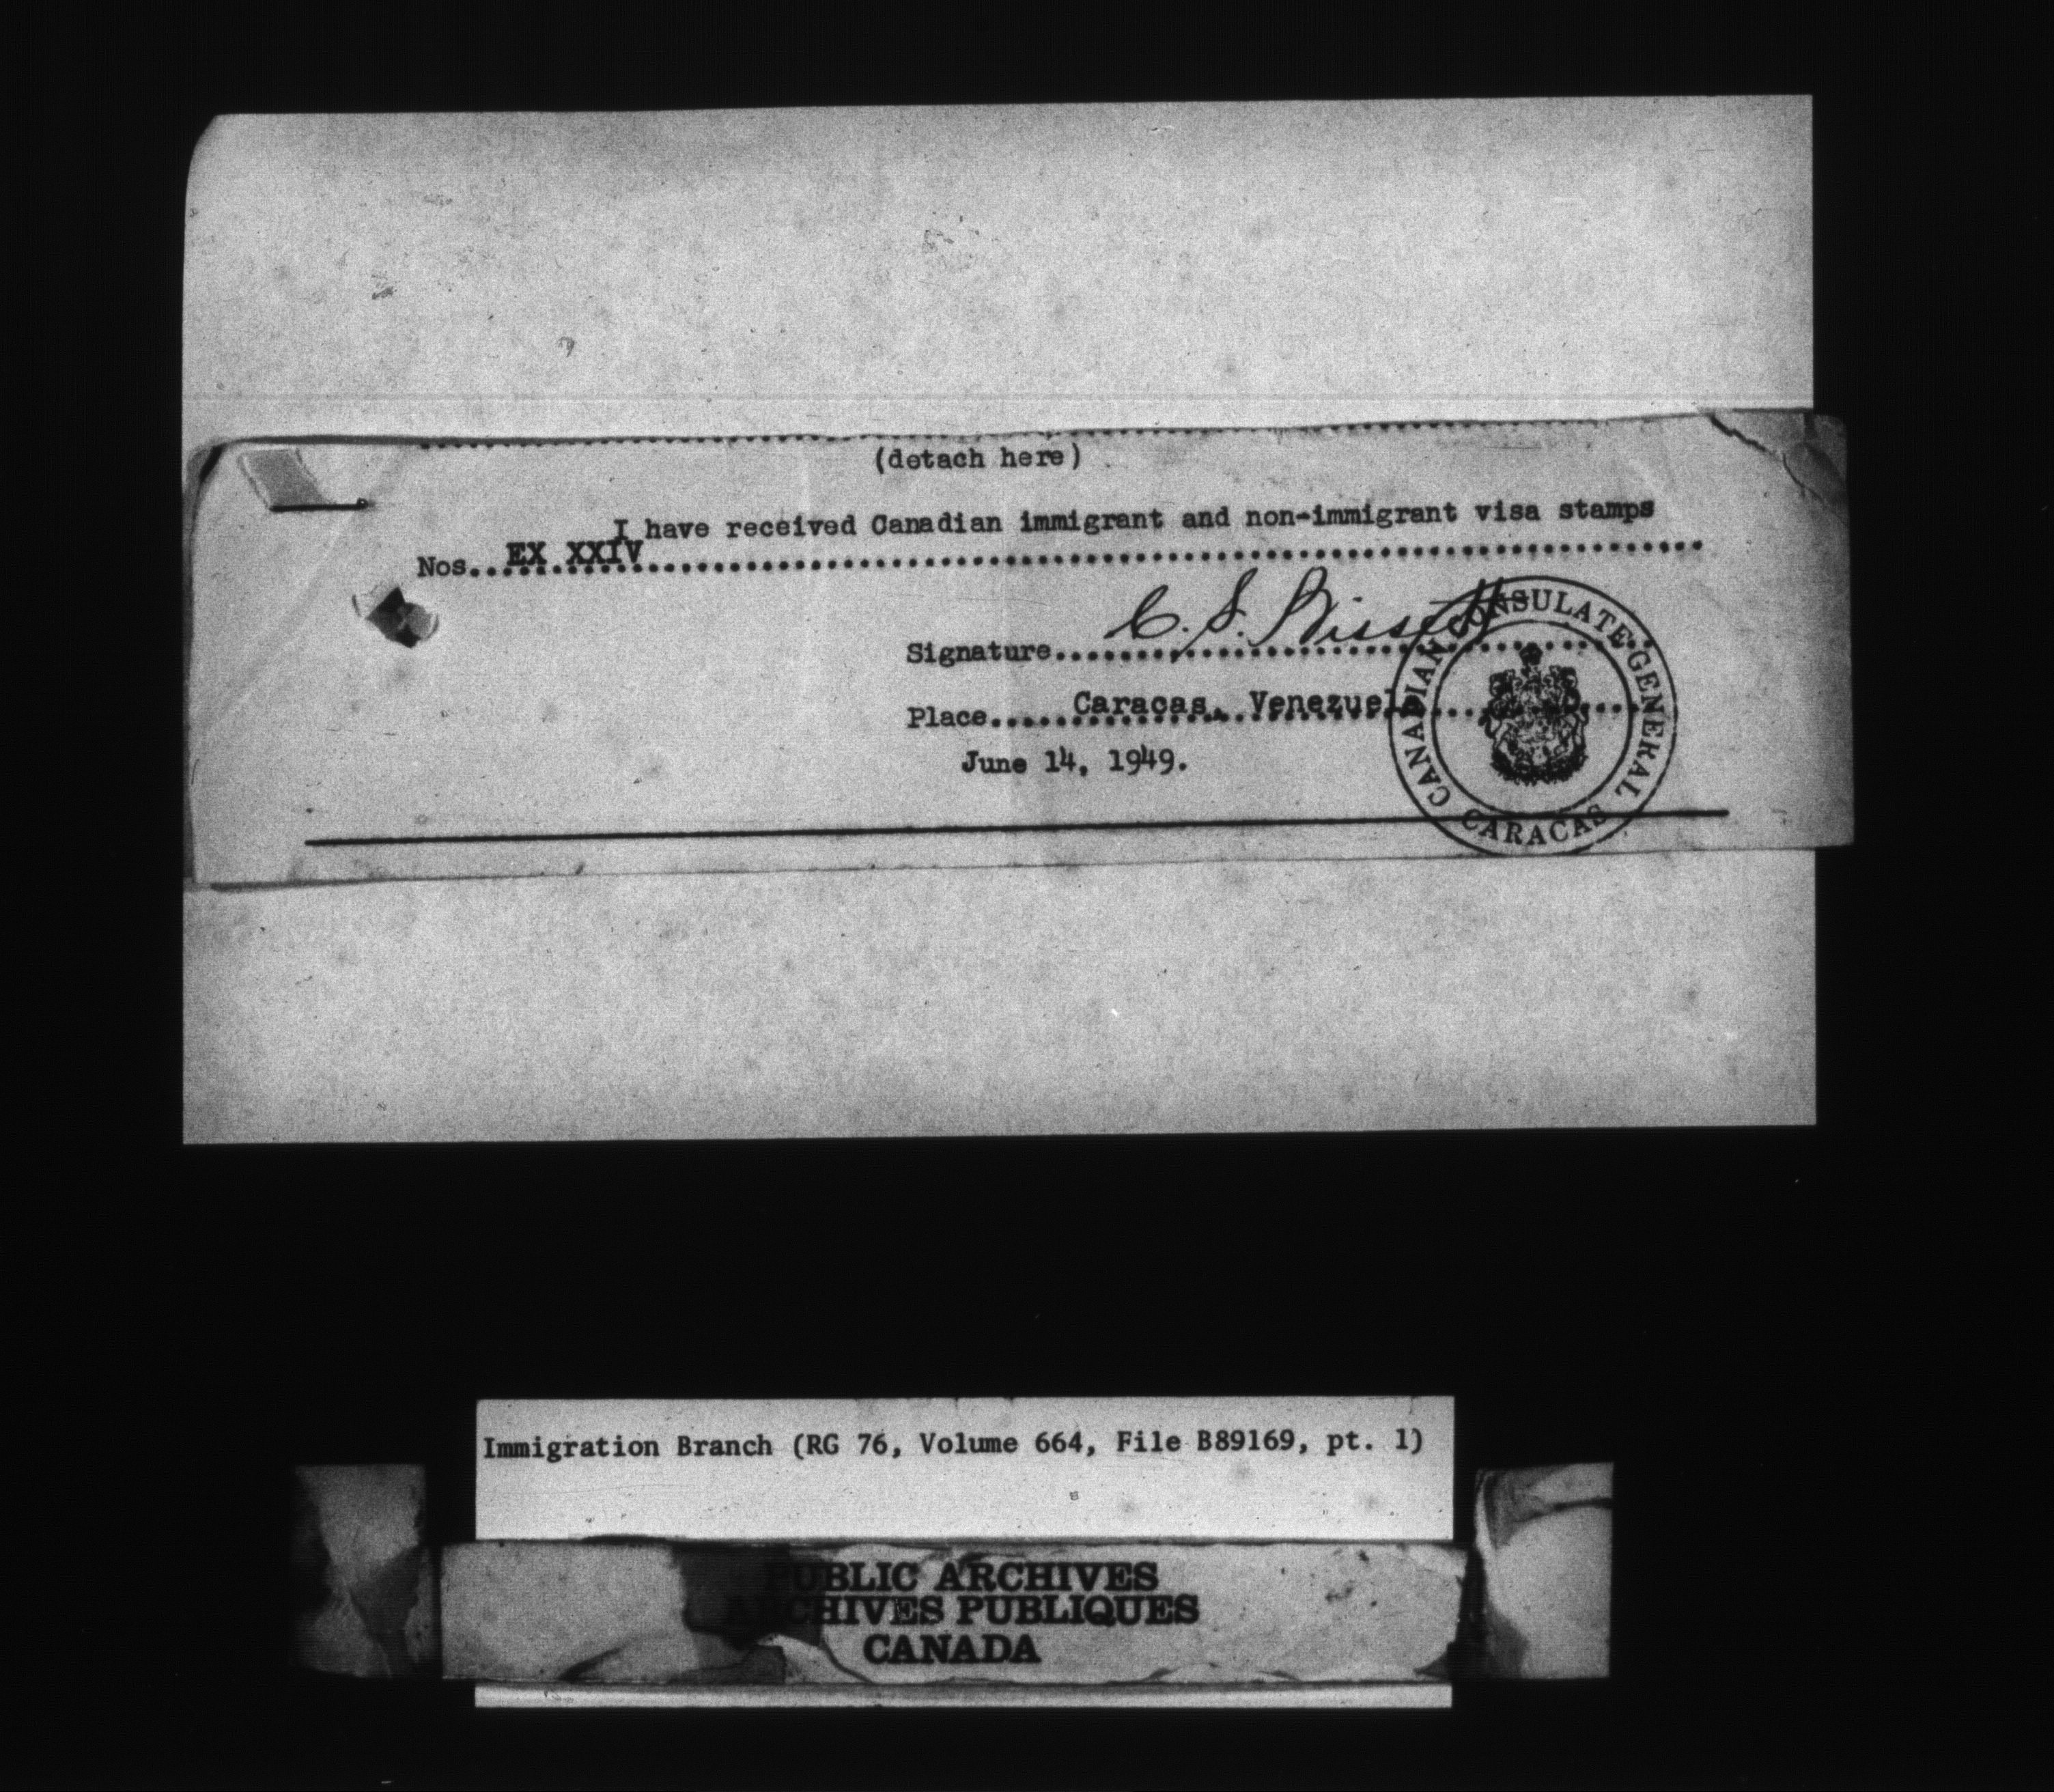 (detach here)
I have received Canadian immigrant and non-immigrant visa stamps
Nos...EX XXIV...
Signature...C. S. Bissett
Place...Caracas, Venezuela...
June 14, 1949.
CANADIAN CONSULATE GENERAL
CARACAS
Immigration Branch (RG 76, Volume 664, File B89169, pt. 1)
PUBLIC ARCHIVES
ARCHIVES PUBLIQUES
CANADA